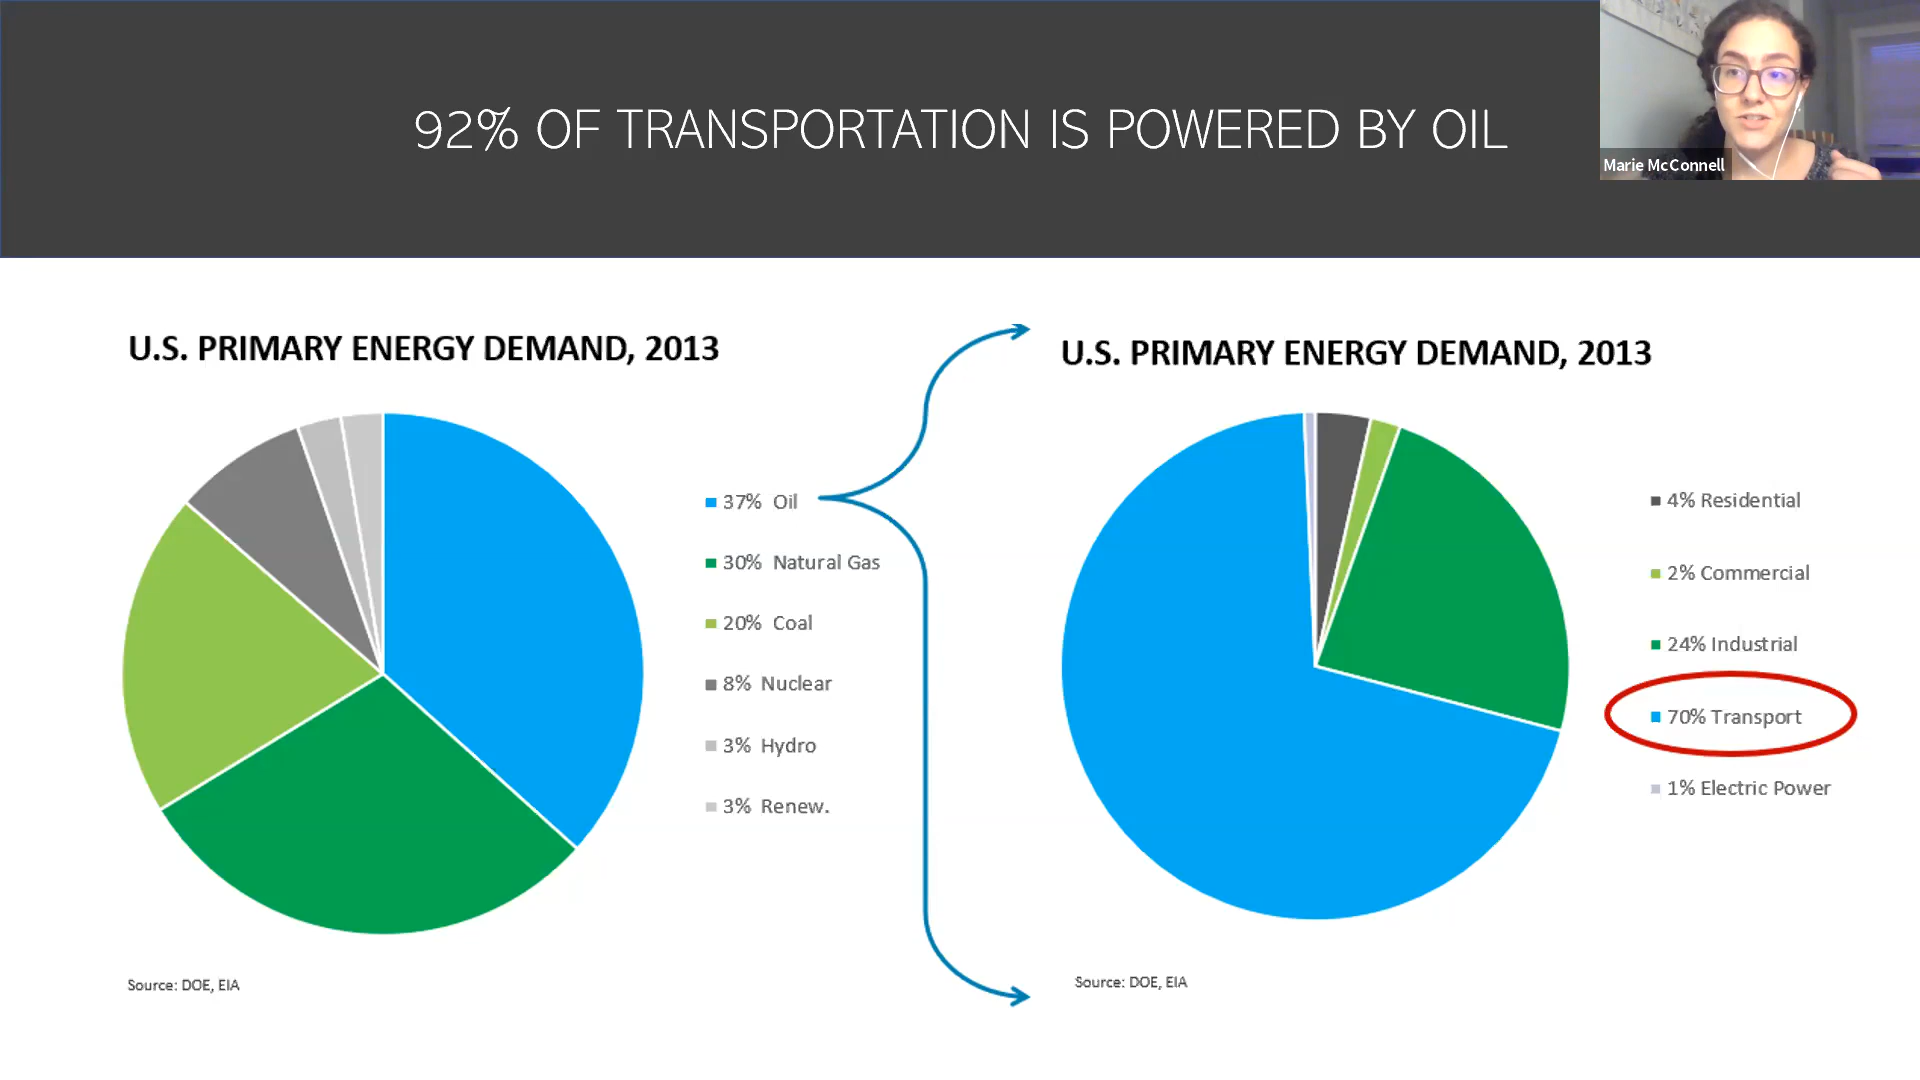 92% OF TRANSPORTATION IS POWERED BY OIL
Marie McConnell
U.S. PRIMARY ENERGY DEMAND, 2013
37% Oil
30% Natural Gas
20% Coal
8% Nuclear
3% Hydro
3% Renew.
Source: DOE, EIA
U.S. PRIMARY ENERGY DEMAND, 2013
4% Residential
2% Commercial
24% Industrial
70% Transport
1% Electric Power
Source: DOE, EIA